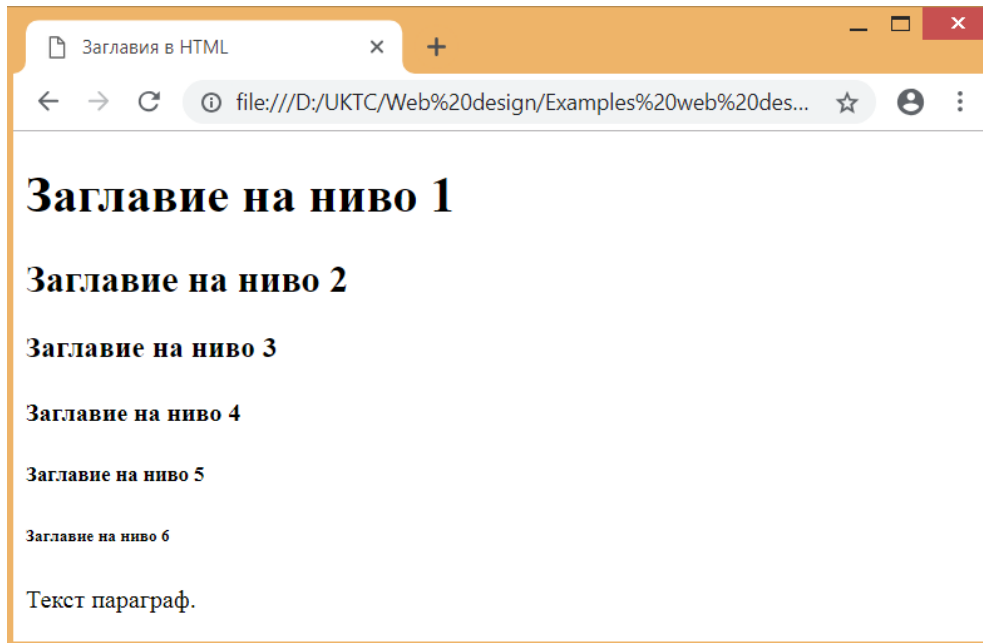 Заглавия в HTML
file:///D:/UKTC/Web%20design/Examples%20web%20des...
Заглавие на ниво 1
Заглавие на ниво 2
Заглавие на ниво 3
Заглавие на ниво 4
Заглавие на ниво 5
Заглавие на ниво 6
Текст параграф.